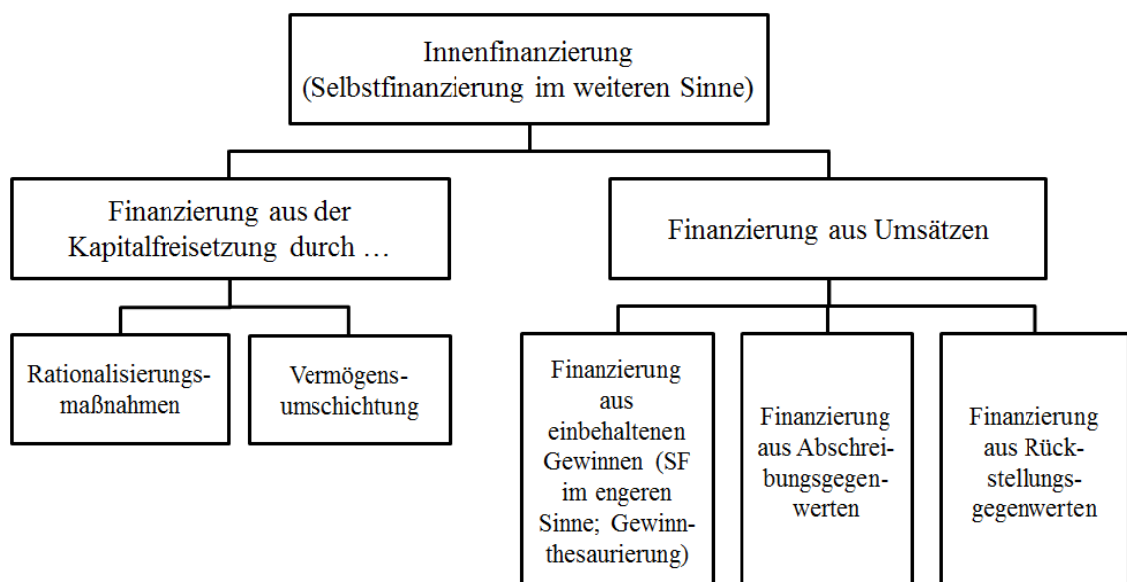 Innenfinanzierung
(Selbstfinanzierung im weiteren Sinne)
Finanzierung aus der
Kapitalfreisetzung durch …
Finanzierung aus Umsätzen
Rationalisierungs-
maßnahmen
Vermögens-
umschichtung
Finanzierung
aus
einbehaltenen
Gewinnen (SF
im engeren
Sinne; Gewinn-
thesaurierung)
Finanzierung
aus Abschrei-
bungsgegen-
werten
Finanzierung
aus Rück-
stellungs-
gegenwerten